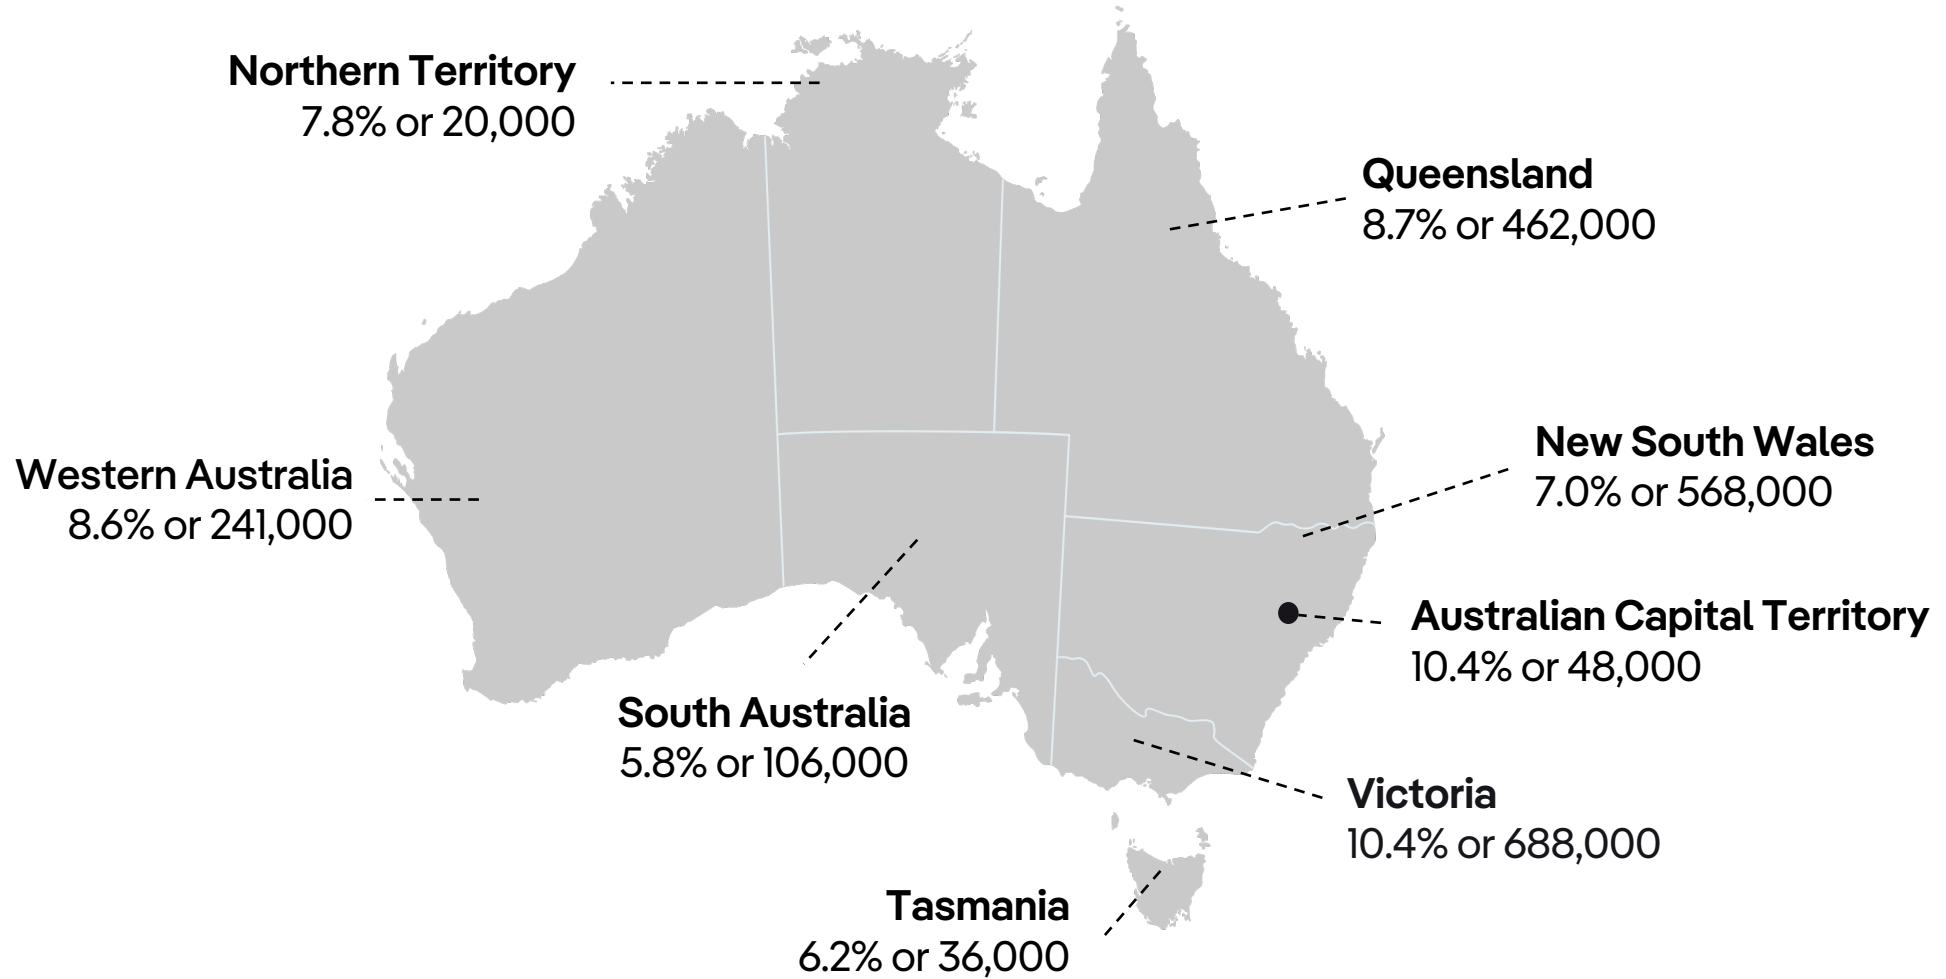 Northern Territory
7.8% or 20,000
Queensland
8.7% or 462,000
New South Wales
7.0% or 568,000
Western Australia
8.6% or 241,000
Australian Capital Territory
10.4% or 48,000
South Australia
5.8% or 106,000
Victoria
10.4% or 688,000
Tasmania
6.2% or 36,000